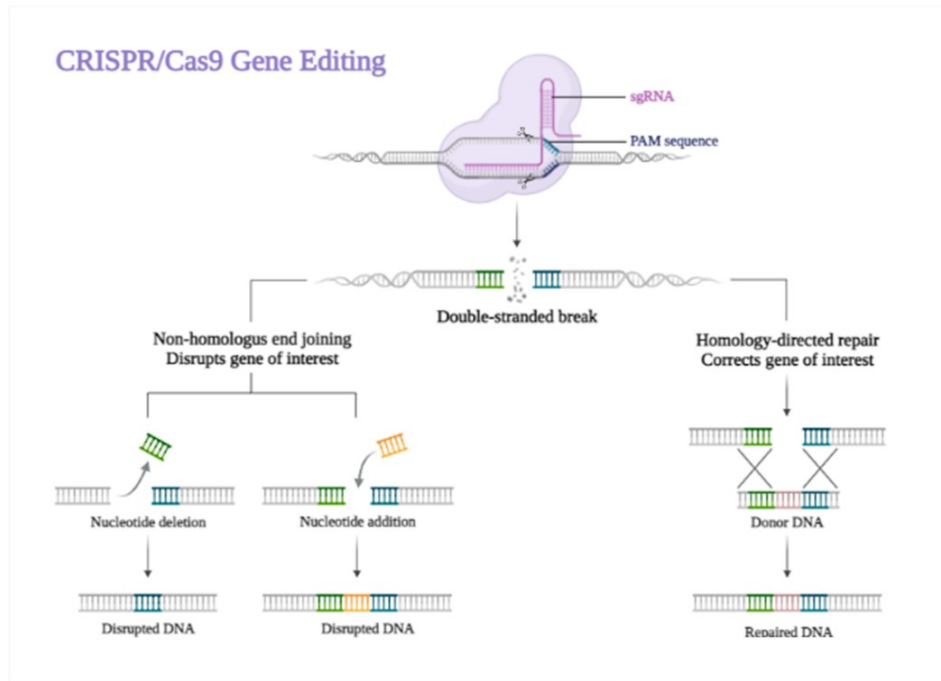 CRISPR/Cas9 Gene Editing
sgRNA
PAM sequence
Double-stranded break
Non-homologus end joining
Disrupts gene of interest
Homology-directed repair
Corrects gene of interest
Nucleotide deletion
Nucleotide addition
Donor DNA
Disrupted DNA
Disrupted DNA
Repaired DNA